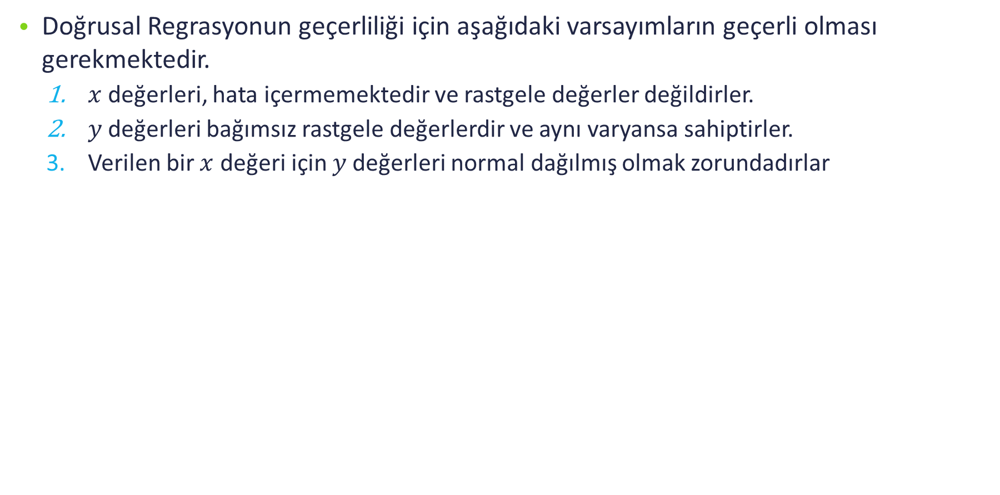 • Doğrusal Regrasyonun geçerliliği için aşağıdaki varsayımların geçerli olması
gerekmektedir.
1. x değerleri, hata içermemektedir ve rastgele değerler değildirler.
2. y değerleri bağımsız rastgele değerlerdir ve aynı varyansa sahiptirler.
3. Verilen bir x değeri için y değerleri normal dağılmış olmak zorundadırlar